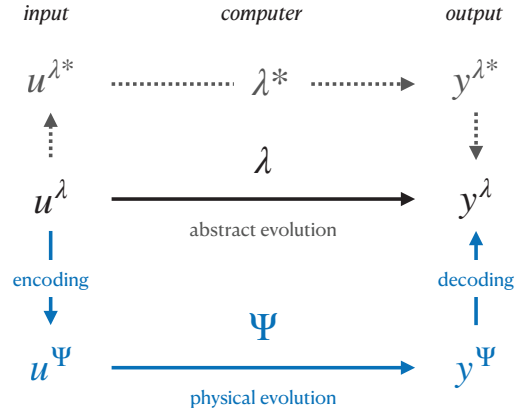 input computer output
u^λ* λ* y^λ*
λ
u^λ y^λ
abstract evolution
encoding decoding
Ψ
u^Ψ y^Ψ
physical evolution